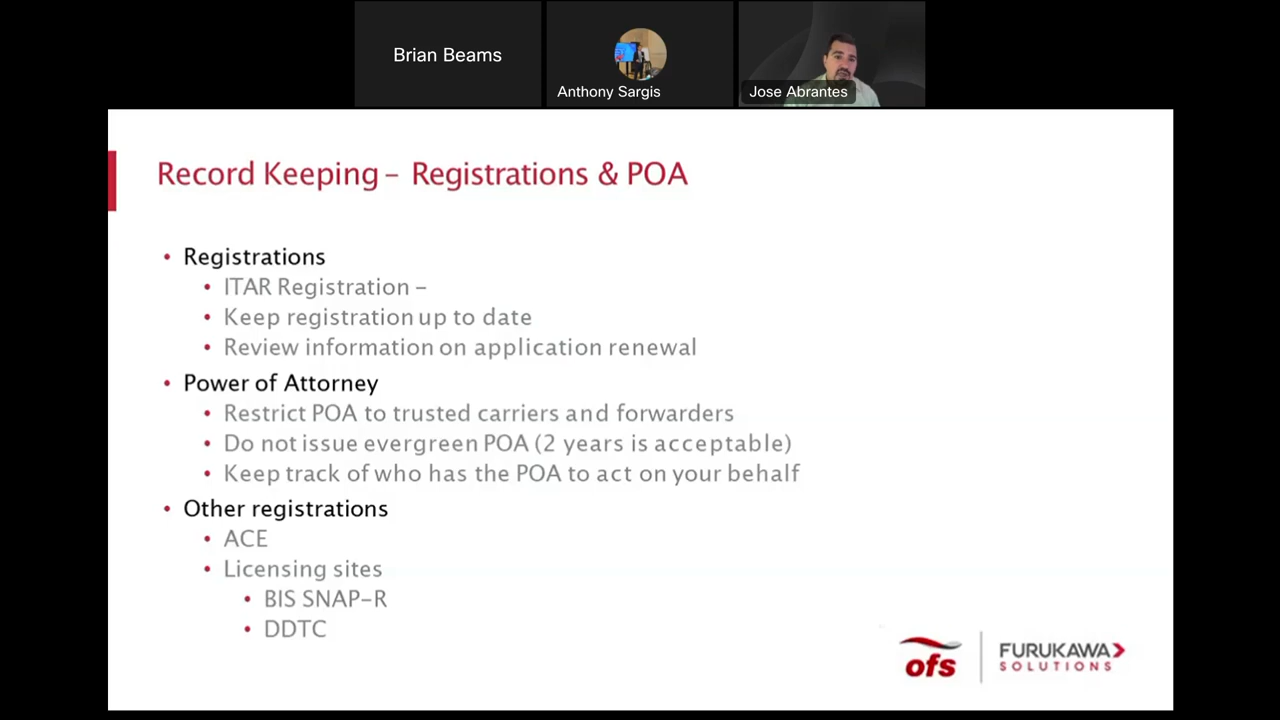 Brian Beams
Anthony Sargis
Jose Abrantes
Record Keeping – Registrations & POA
• Registrations
• ITAR Registration –
• Keep registration up to date
• Review information on application renewal
• Power of Attorney
• Restrict POA to trusted carriers and forwarders
• Do not issue evergreen POA (2 years is acceptable)
• Keep track of who has the POA to act on your behalf
• Other registrations
• ACE
• Licensing sites
• BIS SNAP-R
• DDTC
ofs
FURUKAWA
SOLUTIONS